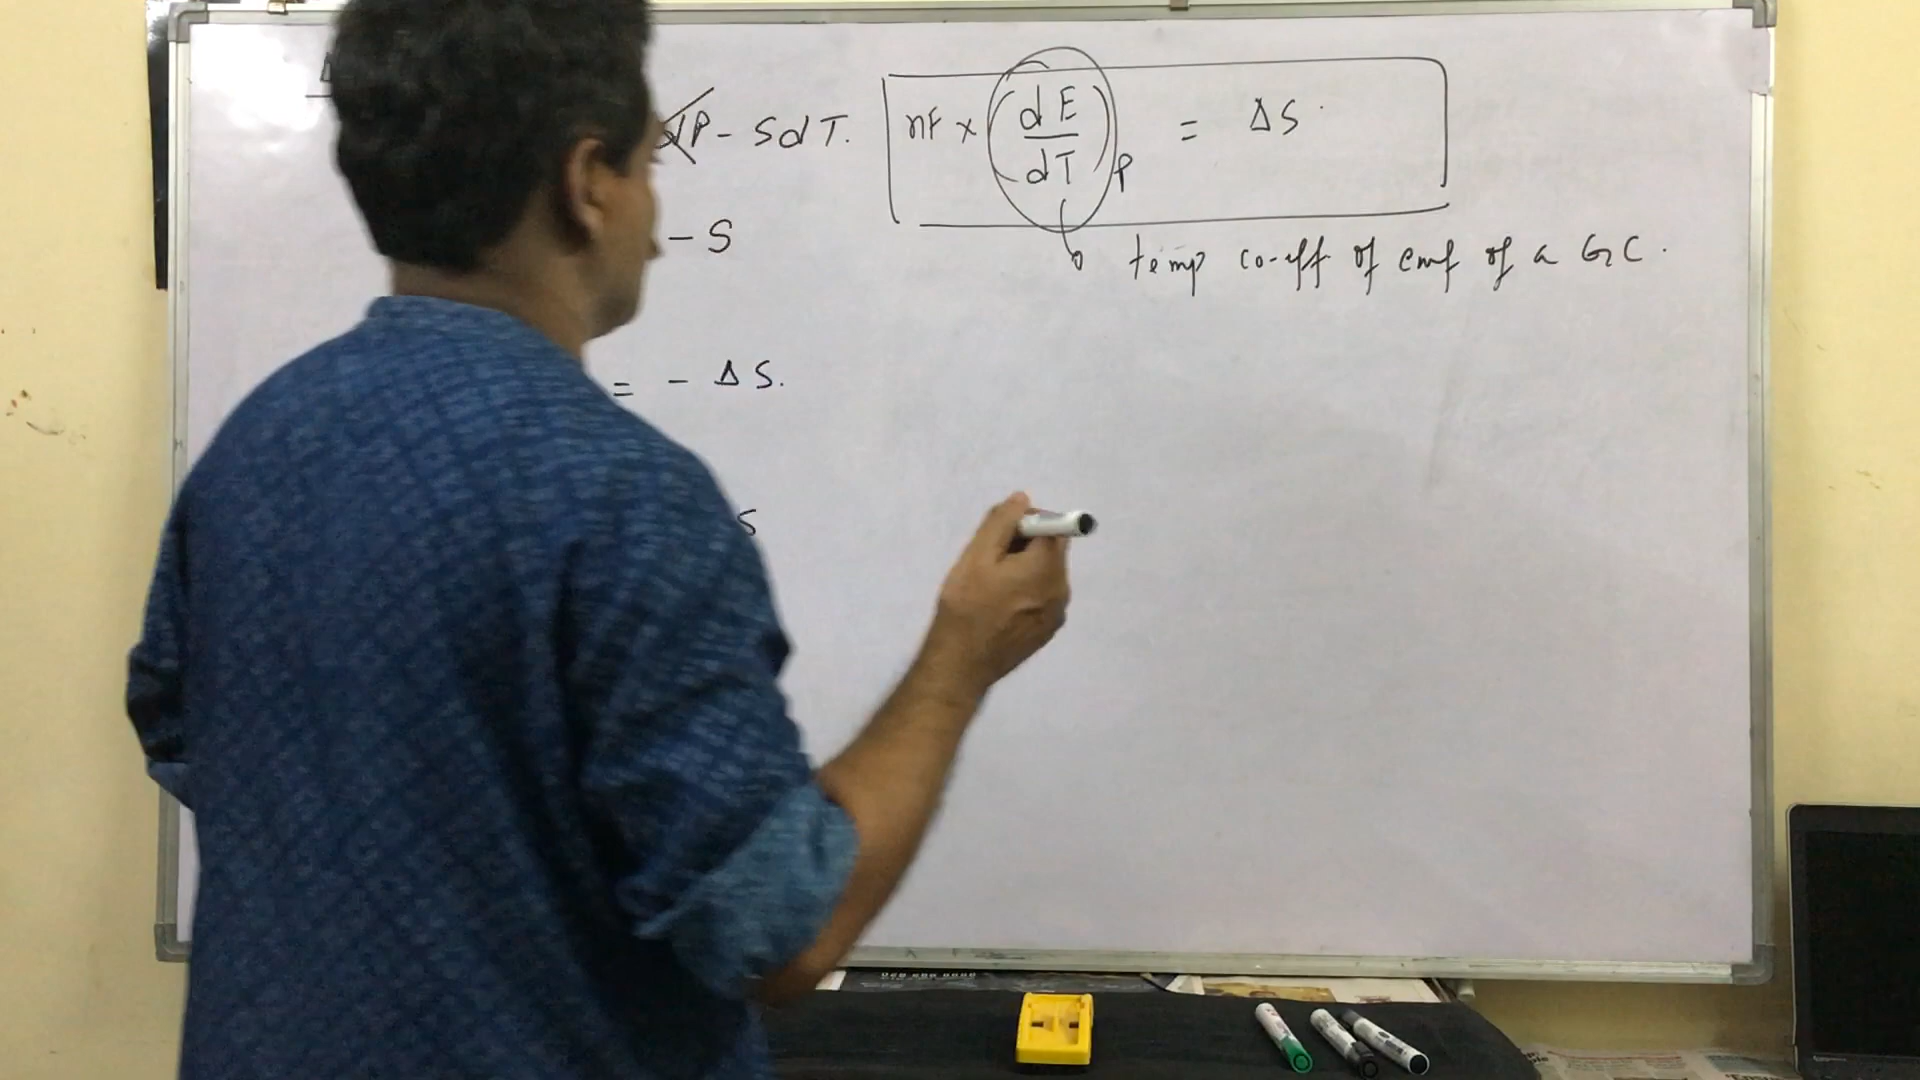 dP - SdT.
- S
= - ΔS.
S
nF × (dE/dT)P = ΔS
temp co-eff of emf of a GC.